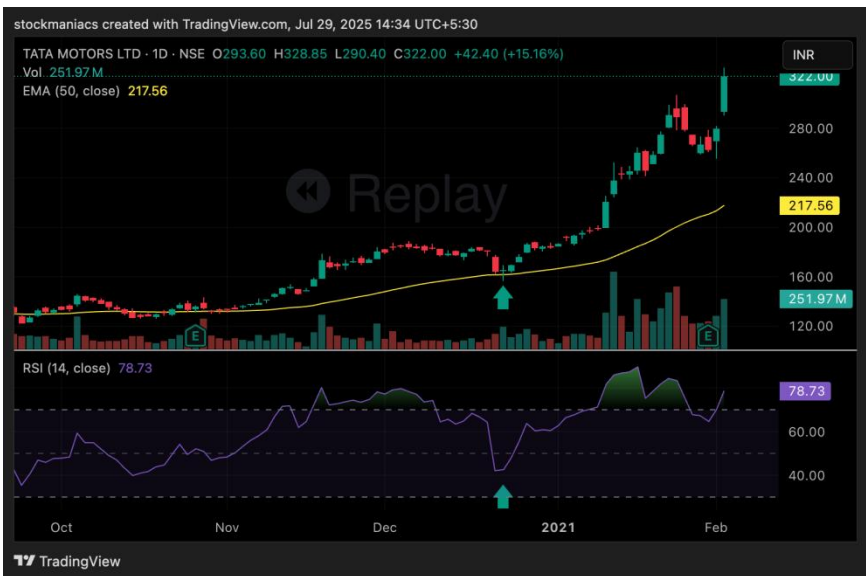 stockmaniacs created with TradingView.com, Jul 29, 2025 14:34 UTC+5:30
TATA MOTORS LTD · 1D · NSE O293.60 H328.85 L290.40 C322.00 +42.40 (+15.16%)
INR
Vol 251.97 M
322.00
EMA (50, close) 217.56
280.00
Replay
240.00
217.56
200.00
160.00
251.97 M
120.00
E
E
RSI (14, close) 78.73
78.73
60.00
40.00
Oct Nov Dec 2021 Feb
TradingView